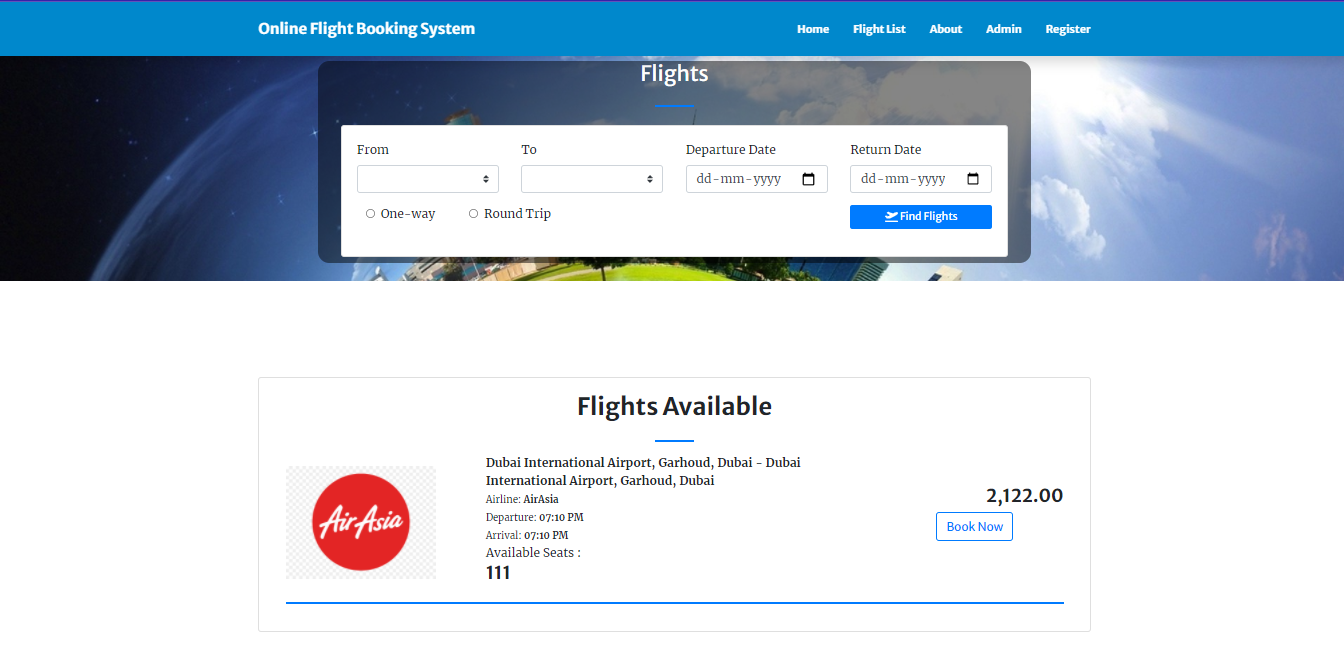 Online Flight Booking System
Home Flight List About Admin Register
Flights
From To Departure Date Return Date
dd-mm-yyyy dd-mm-yyyy
One-way Round Trip Find Flights
Flights Available
AirAsia
Dubai International Airport, Garhoud, Dubai - Dubai
International Airport, Garhoud, Dubai
Airline: AirAsia
Departure: 07:10 PM
Arrival: 07:10 PM
Available Seats :
111
2,122.00
Book Now